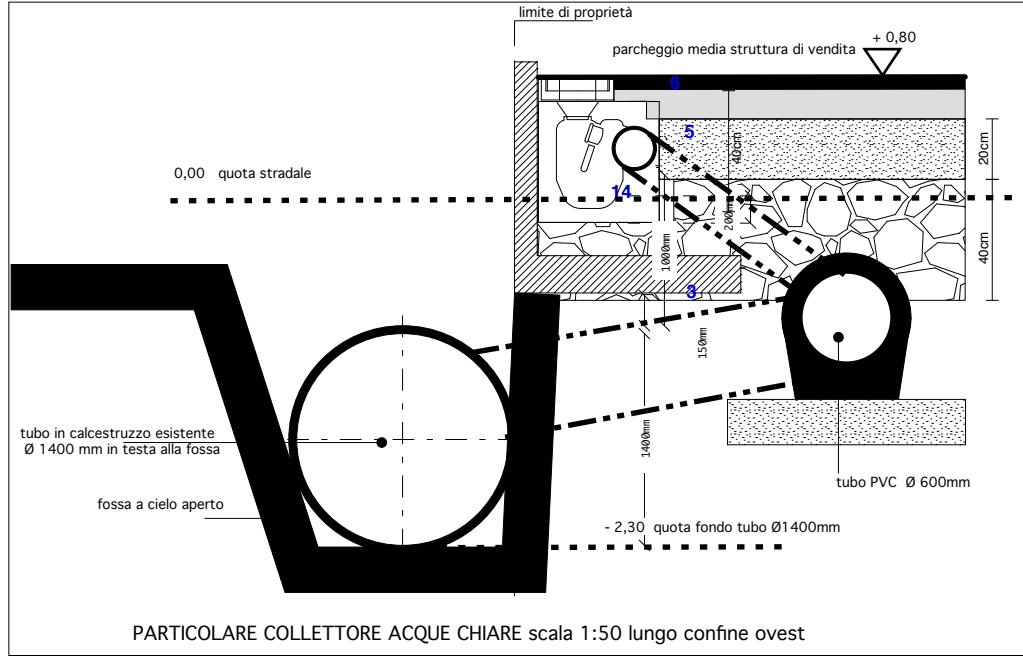 limite di proprietà
+ 0,80
parcheggio media struttura di vendita
6
5
40cm
20cm
0,00 quota stradale
14
200mm
1000mm
40cm
3
150mm
tubo in calcestruzzo esistente
Ø 1400 mm in testa alla fossa
1400mm
tubo PVC Ø 600mm
fossa a cielo aperto
- 2,30 quota fondo tubo Ø1400mm
PARTICOLARE COLLETTORE ACQUE CHIARE scala 1:50 lungo confine ovest